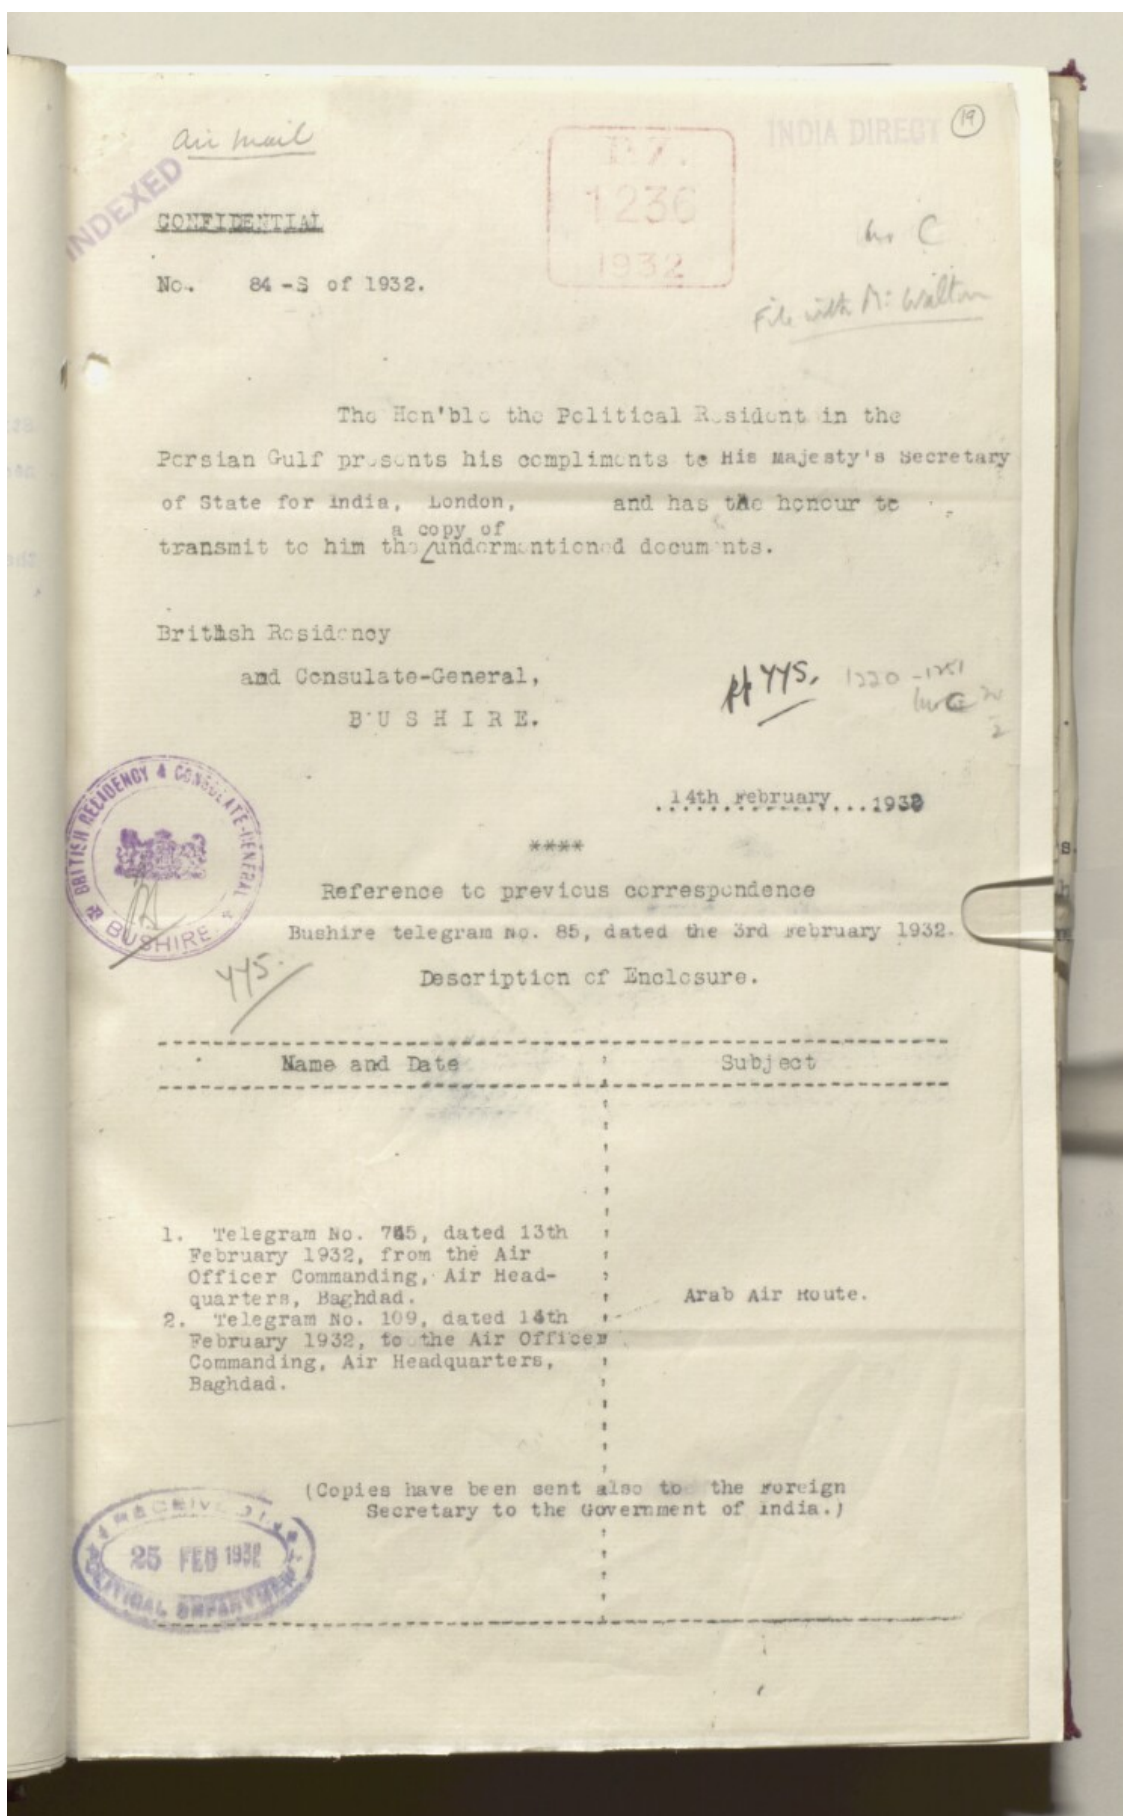 Air Mail
INDIA DIRECT
19
INDEXED
P.Z.
1236
1932
CONFIDENTIAL
No. 84-S of 1932.
File with Mr Walton
The Hon'ble the Political Resident in the
Persian Gulf presents his compliments to His Majesty's Secretary
of State for India, London, and has the honour to
a copy of
transmit to him the undermentioned documents.
British Residency
and Consulate-General,
BUSHIRE.
1220-1251
14th February 1932
BRITISH RESIDENCY & CONSULATE-GENERAL
BUSHIRE
****
Reference to previous correspondence
Bushire telegram No. 85, dated the 3rd February 1932.
Description of Enclosure.
Name and Date Subject
1. Telegram No. 745, dated 13th
February 1932, from the Air
Officer Commanding, Air Head-
quarters, Baghdad.
Arab Air Route.
2. Telegram No. 109, dated 14th
February 1932, to the Air Officer
Commanding, Air Headquarters,
Baghdad.
(Copies have been sent also to the Foreign
Secretary to the Government of India.)
RECEIVED
25 FEB 1932
POLITICAL DEPARTMENT